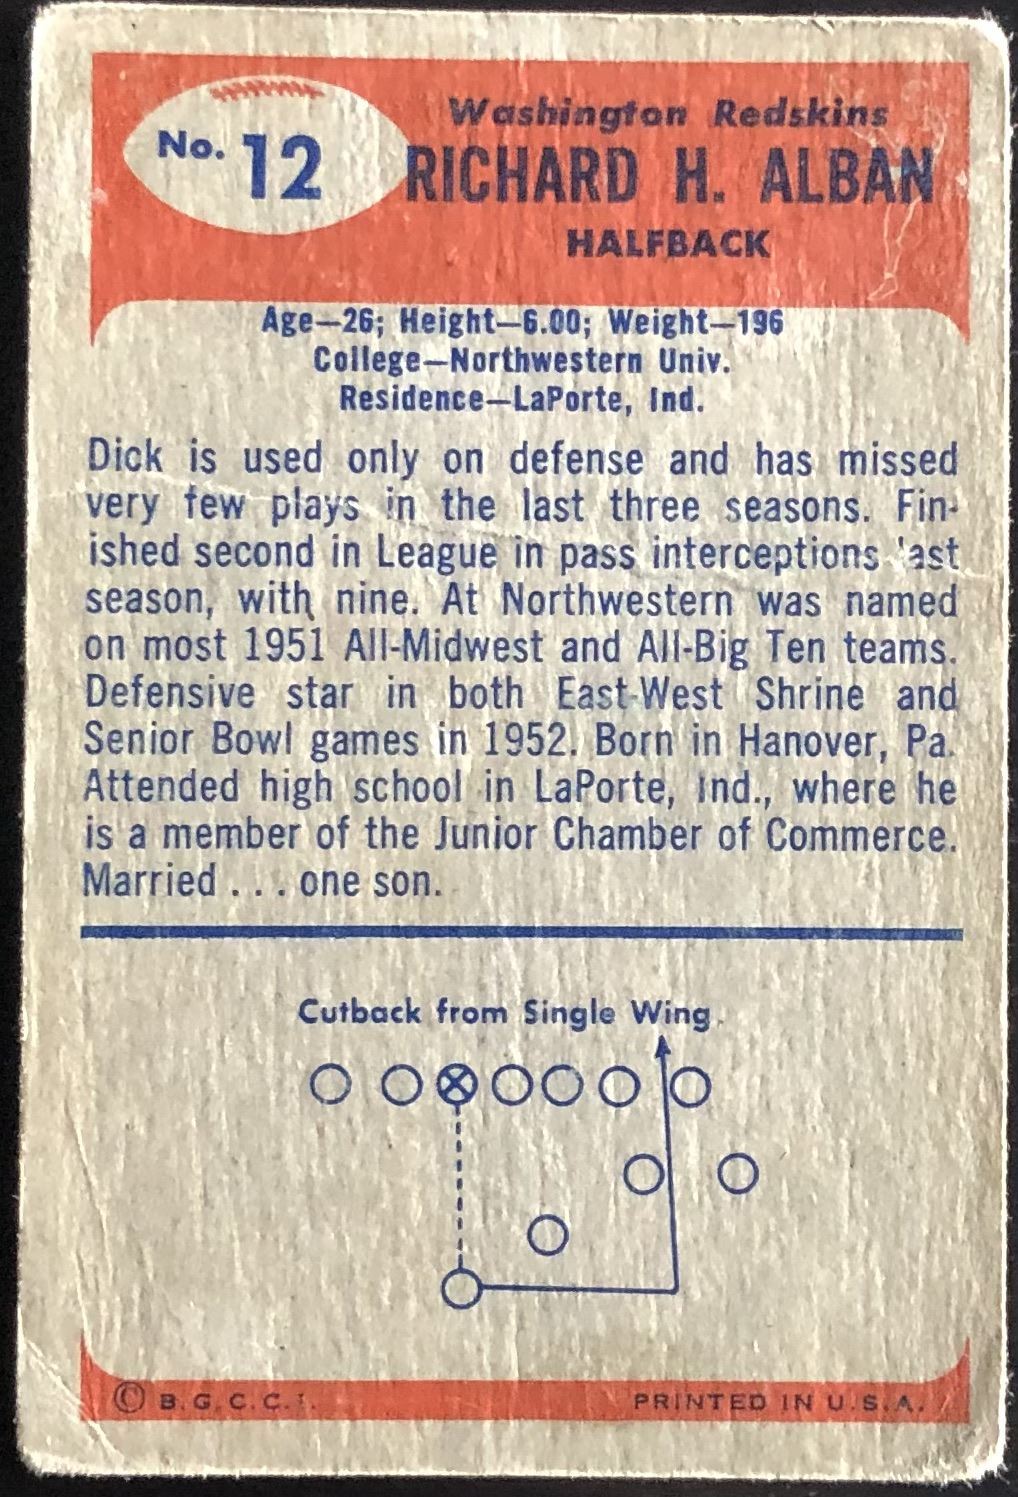 Washington Redskins
No. 12 RICHARD H. ALBAN
HALFBACK
Age—26; Height—6.00; Weight—196
College—Northwestern Univ.
Residence—LaPorte, Ind.
Dick is used only on defense and has missed
very few plays in the last three seasons. Fin-
ished second in League in pass interceptions last
season, with nine. At Northwestern was named
on most 1951 All-Midwest and All-Big Ten teams.
Defensive star in both East-West Shrine and
Senior Bowl games in 1952. Born in Hanover, Pa.
Attended high school in LaPorte, Ind., where he
is a member of the Junior Chamber of Commerce.
Married . . . one son.
Cutback from Single Wing
© B.G.C.C.I. PRINTED IN U.S.A.